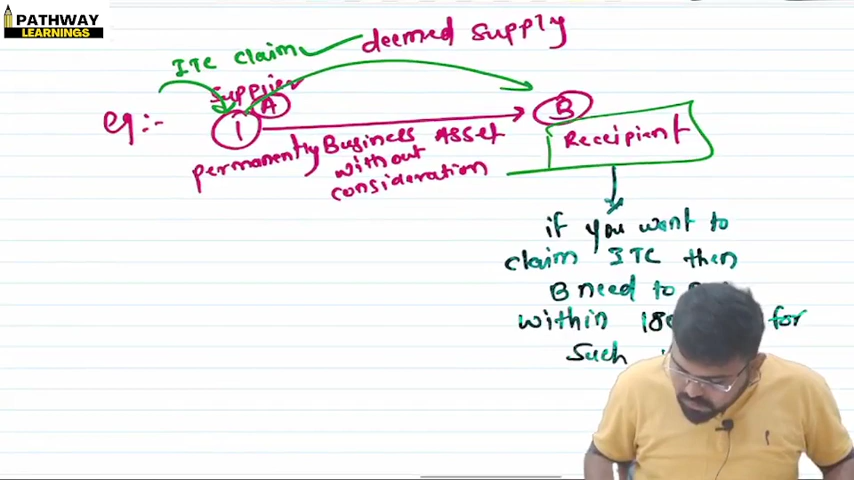 PATHWAY
LEARNINGS
ITC claim
deemed supply
supplier
eg:-
1
A
B
permanently Business Asset
without
consideration
Receipient
if you want to
claim ITC then
B need to
within for
Such